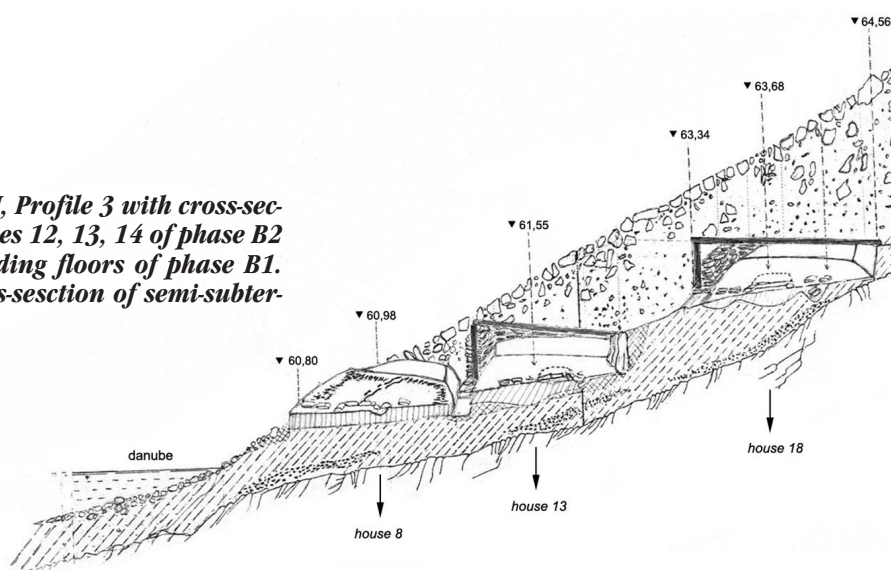 ▼ 64,56
▼ 63,68
▼ 63,34
, Profile 3 with cross-sec-
es 12, 13, 14 of phase B2
ding floors of phase B1.
s-sesction of semi-subter-
▼ 61,55
▼ 60,98
▼ 60,80
danube
house 18
house 13
house 8